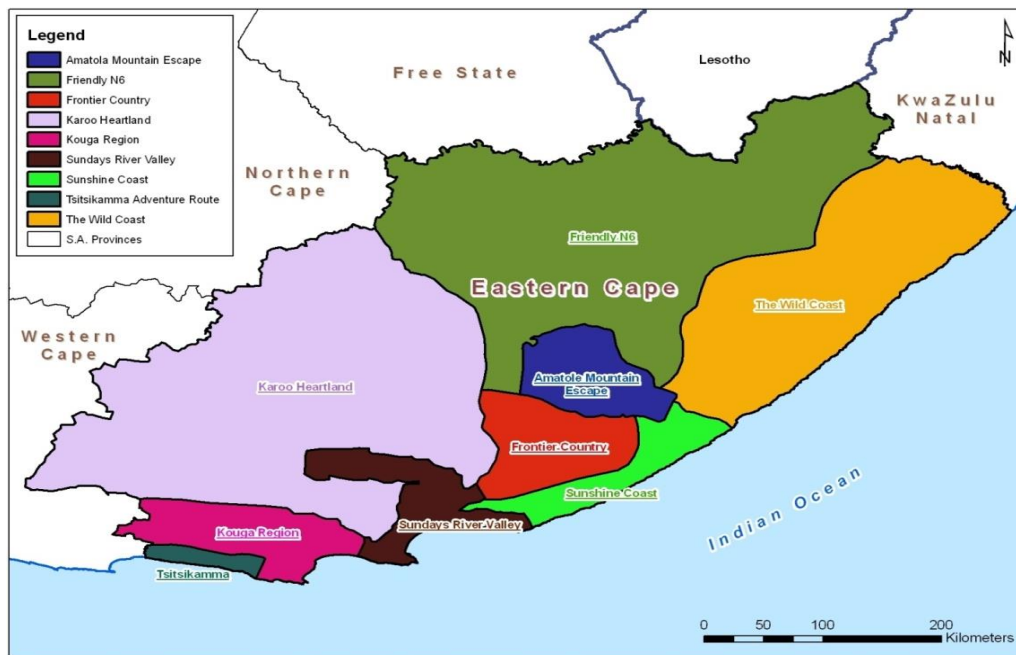 Legend
Amatola Mountain Escape
Friendly N6
Frontier Country
Karoo Heartland
Kouga Region
Sundays River Valley
Sunshine Coast
Tsitsikamma Adventure Route
The Wild Coast
S.A. Provinces
Free State
Lesotho
N
KwaZulu
Natal
Northern
Cape
Friendly N6
Eastern Cape
The Wild Coast
Western
Cape
Karoo Heartland
Amatole Mountain
Escape
Frontier Country
Sunshine Coast
Indian Ocean
Sundays River Valley
Kouga Region
Tsitsikamma
0 25 50 100 200
Kilometers